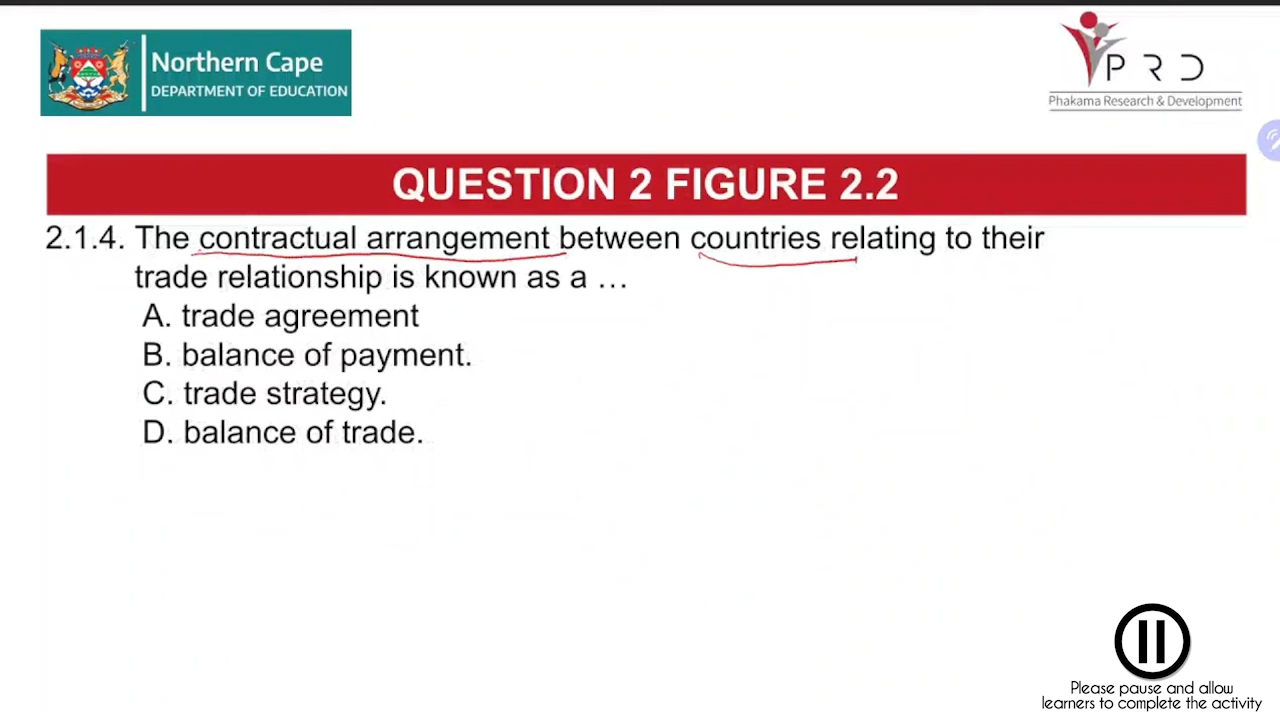 Northern Cape
DEPARTMENT OF EDUCATION
P R D
Phakama Research & Development
QUESTION 2 FIGURE 2.2
2.1.4. The contractual arrangement between countries relating to their
trade relationship is known as a …
A. trade agreement
B. balance of payment.
C. trade strategy.
D. balance of trade.
Please pause and allow
learners to complete the activity